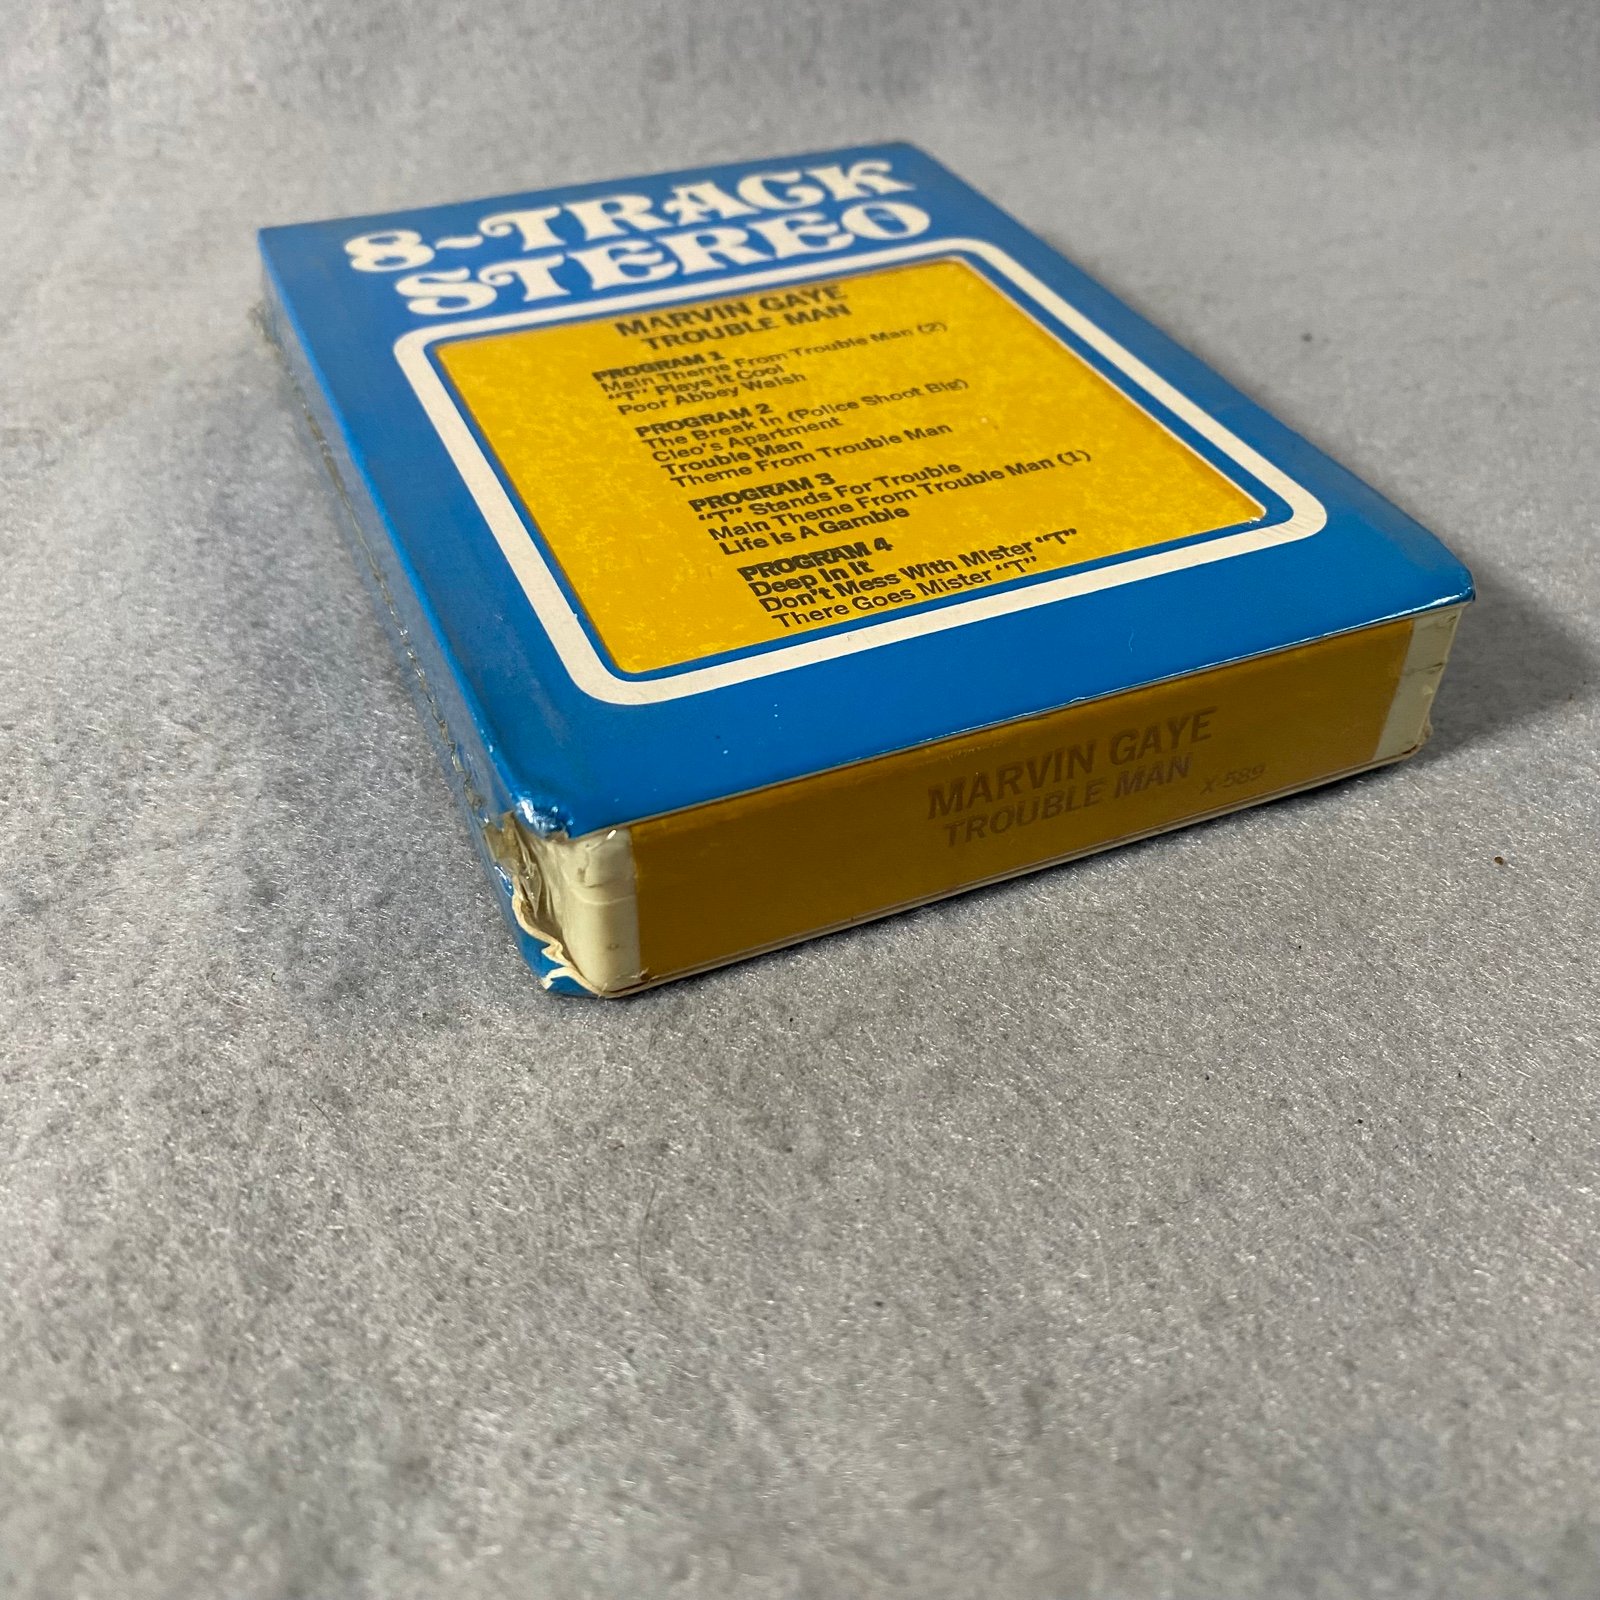 8-TRACK
STEREO
MARVIN GAYE
TROUBLE MAN
PROGRAM 1
Main Theme From Trouble Man (2)
“T” Plays It Cool
Poor Abbey Walsh
PROGRAM 2
The Break In (Police Shoot Big)
Cleo's Apartment
Trouble Man
Theme From Trouble Man
PROGRAM 3
“T” Stands For Trouble
Main Theme From Trouble Man (1)
Life Is A Gamble
PROGRAM 4
Deep In It
Don't Mess With Mister “T”
There Goes Mister “T”
MARVIN GAYE
TROUBLE MAN
X-589